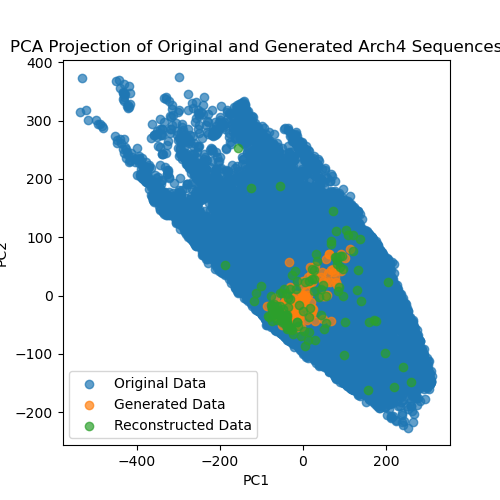 PCA Projection of Original and Generated Arch4 Sequences
400
300
200
100
0
−100
−200
PC2
Original Data
Generated Data
Reconstructed Data
−400
−200
0
200
PC1